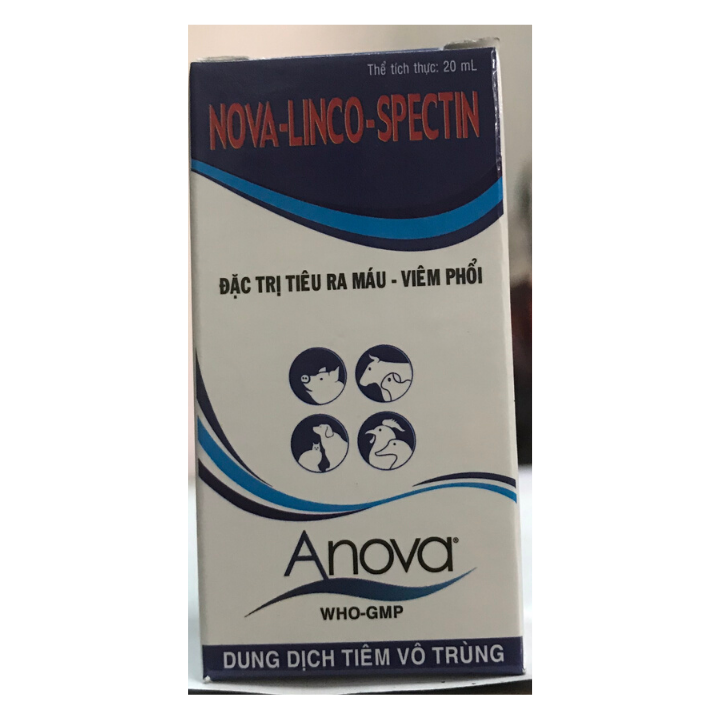 Thể tích thực: 20 mL
NOVA-LINCO-SPECTIN
ĐẶC TRỊ TIÊU RA MÁU - VIÊM PHỔI
Anova®
WHO-GMP
DUNG DỊCH TIÊM VÔ TRÙNG